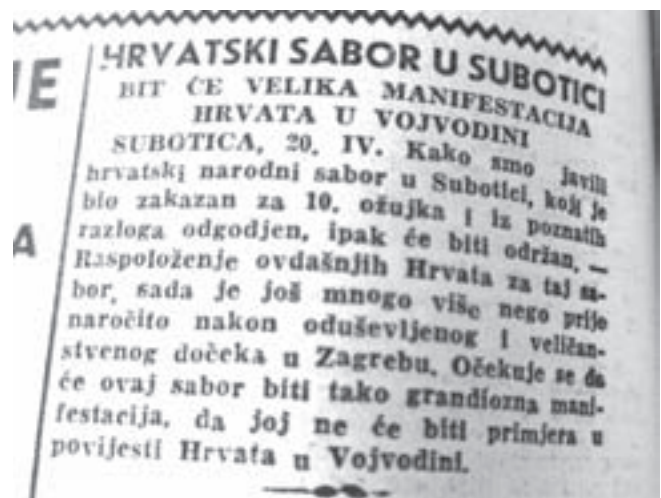 JE
A
HRVATSKI SABOR U SUBOTICI
BIT ĆE VELIKA MANIFESTACIJA
HRVATA U VOJVODINI
SUBOTICA, 20. IV. Kako smo javili
hrvatski narodni sabor u Subotici, koji je
bio zakazan za 10. ožujka i iz poznatih
razloga odgodjen, ipak će biti održan. —
Raspoloženje ovdašnjih Hrvata za taj sa-
bor, sada je još mnogo više nego prije
naročito nakon oduševljenog i veličan-
stvenog dočeka u Zagrebu. Očekuje se da
će ovaj sabor biti tako grandiozna mani-
festacija, da joj ne će biti primjera u
povijesti Hrvata u Vojvodini.